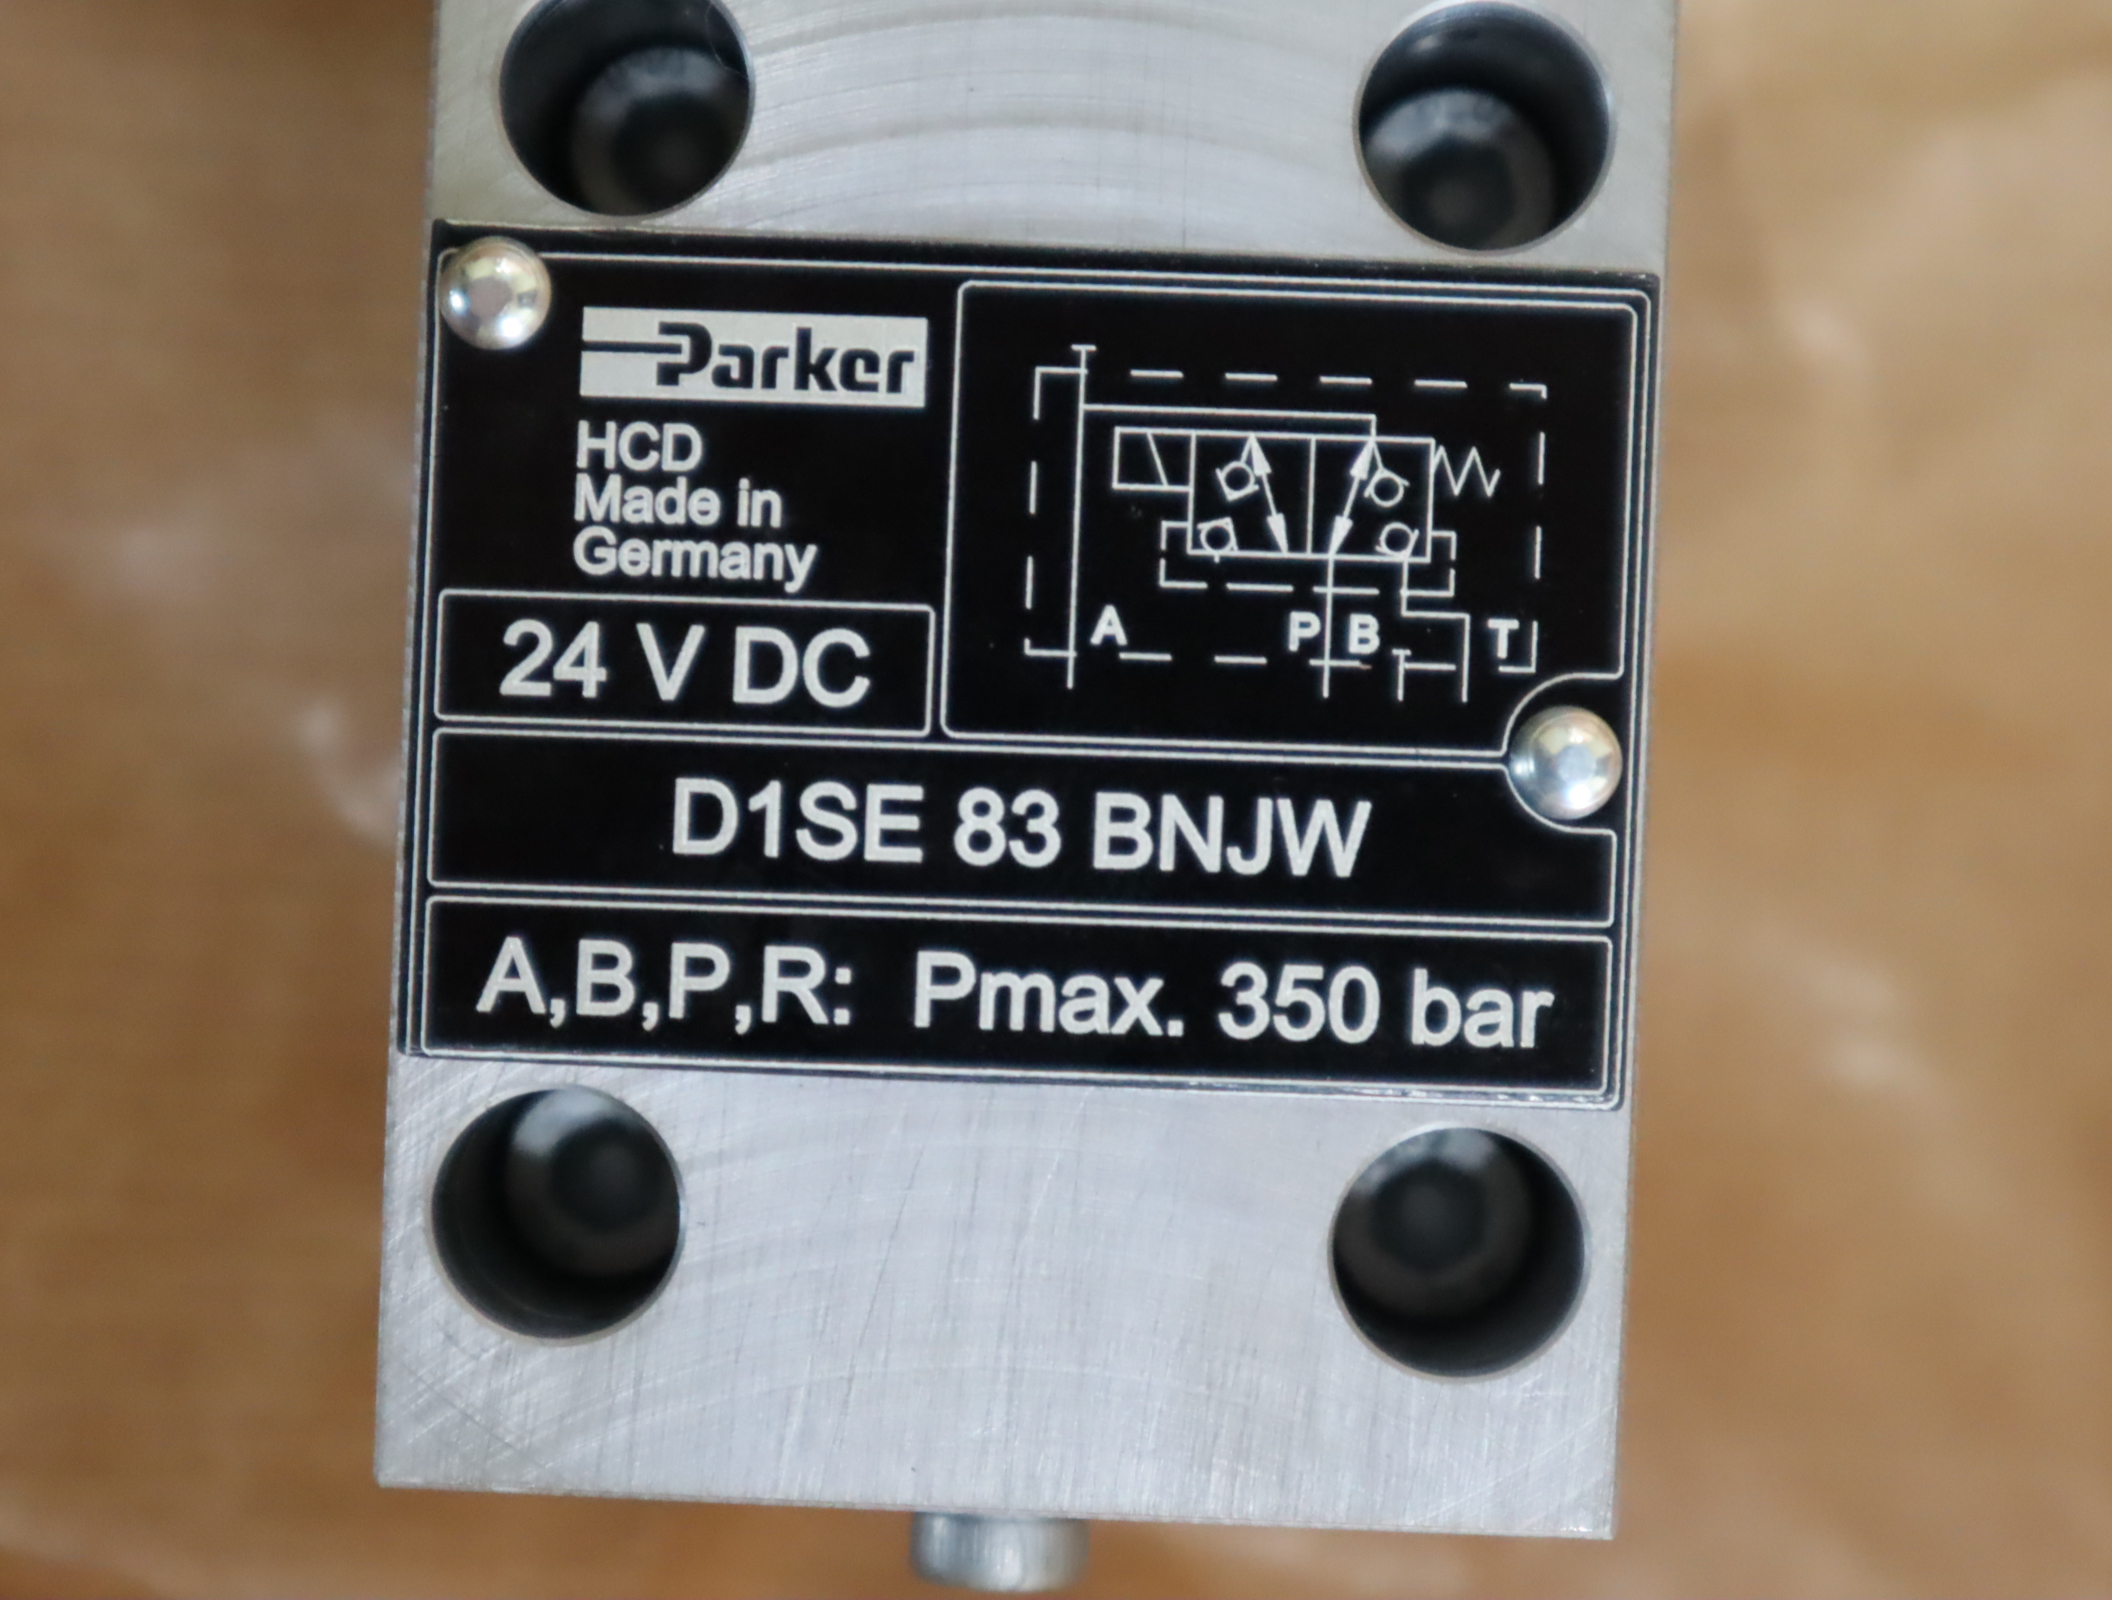 Parker
HCD
Made in
Germany
24 V DC
A P B T
D1SE 83 BNJW
A,B,P,R: Pmax. 350 bar